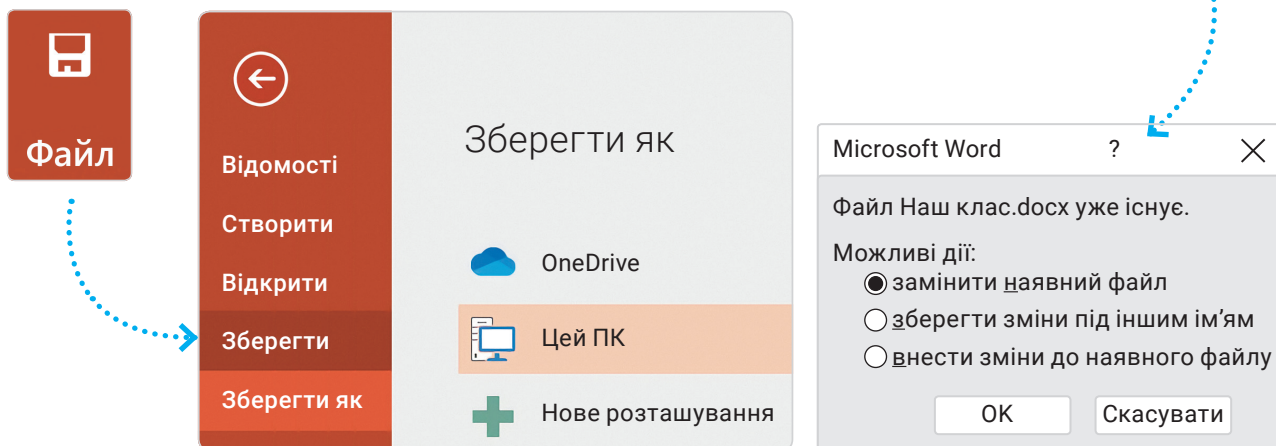 Файл
Відомості
Створити
Відкрити
Зберегти
Зберегти як
Зберегти як
OneDrive
Цей ПК
Нове розташування
Microsoft Word ?
Файл Наш клас.docx уже існує.
Можливі дії:
замінити наявний файл
зберегти зміни під іншим ім’ям
внести зміни до наявного файлу
OK Скасувати